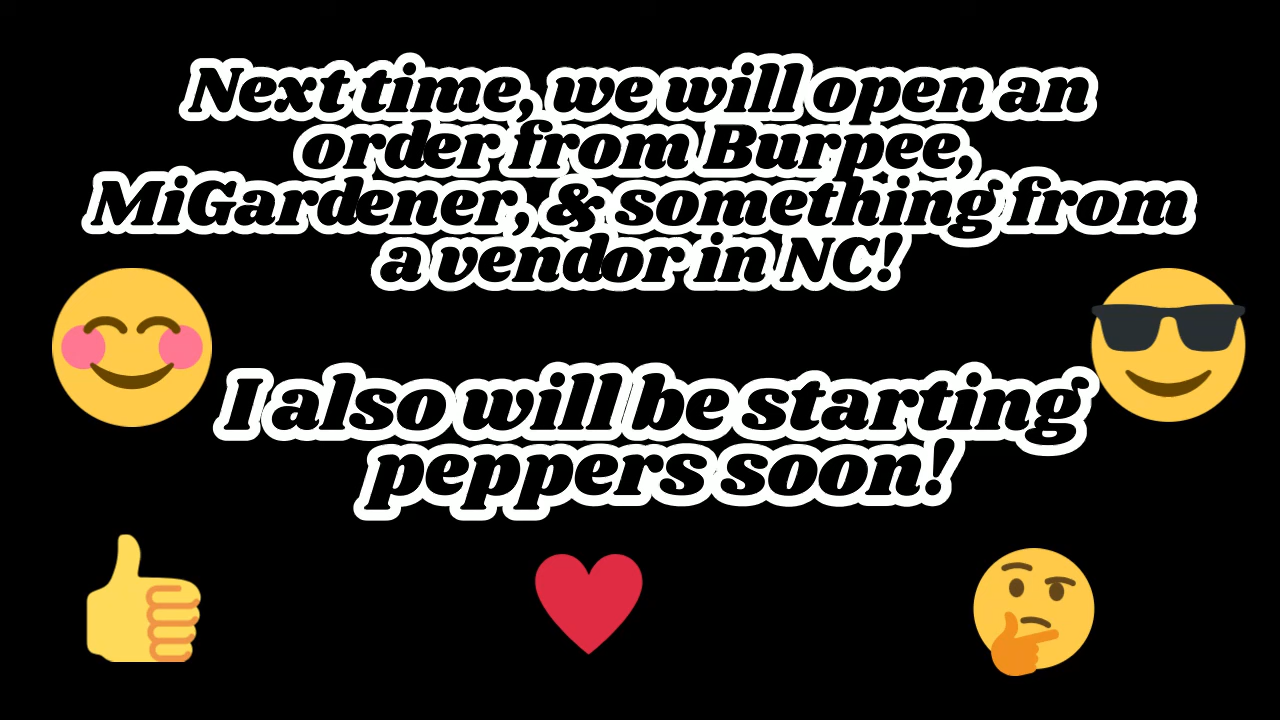 Next time, we will open an
order from Burpee,
MiGardener, & something from
a vendor in NC!
I also will be starting
peppers soon!